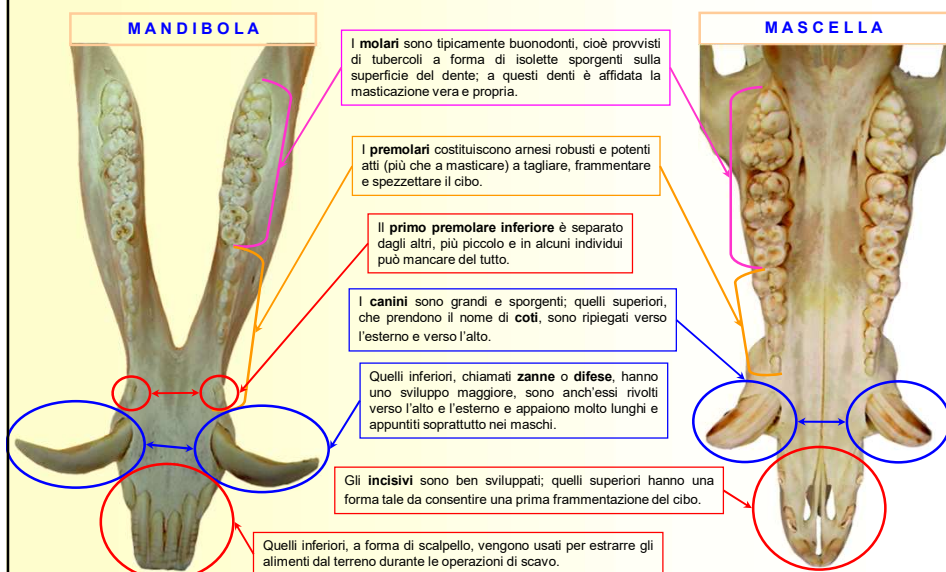 MANDIBOLA
MASCELLA
I molari sono tipicamente buonodonti, cioè provvisti
di tubercoli a forma di isolette sporgenti sulla
superficie del dente; a questi denti è affidata la
masticazione vera e propria.
I premolari costituiscono arnesi robusti e potenti
atti (più che a masticare) a tagliare, frammentare
e spezzettare il cibo.
Il primo premolare inferiore è separato
dagli altri, più piccolo e in alcuni individui
può mancare del tutto.
I canini sono grandi e sporgenti; quelli superiori,
che prendono il nome di coti, sono ripiegati verso
l’esterno e verso l’alto.
Quelli inferiori, chiamati zanne o difese, hanno
uno sviluppo maggiore, sono anch’essi rivolti
verso l’alto e l’esterno e appaiono molto lunghi e
appuntiti soprattutto nei maschi.
Gli incisivi sono ben sviluppati; quelli superiori hanno una
forma tale da consentire una prima frammentazione del cibo.
Quelli inferiori, a forma di scalpello, vengono usati per estrarre gli
alimenti dal terreno durante le operazioni di scavo.